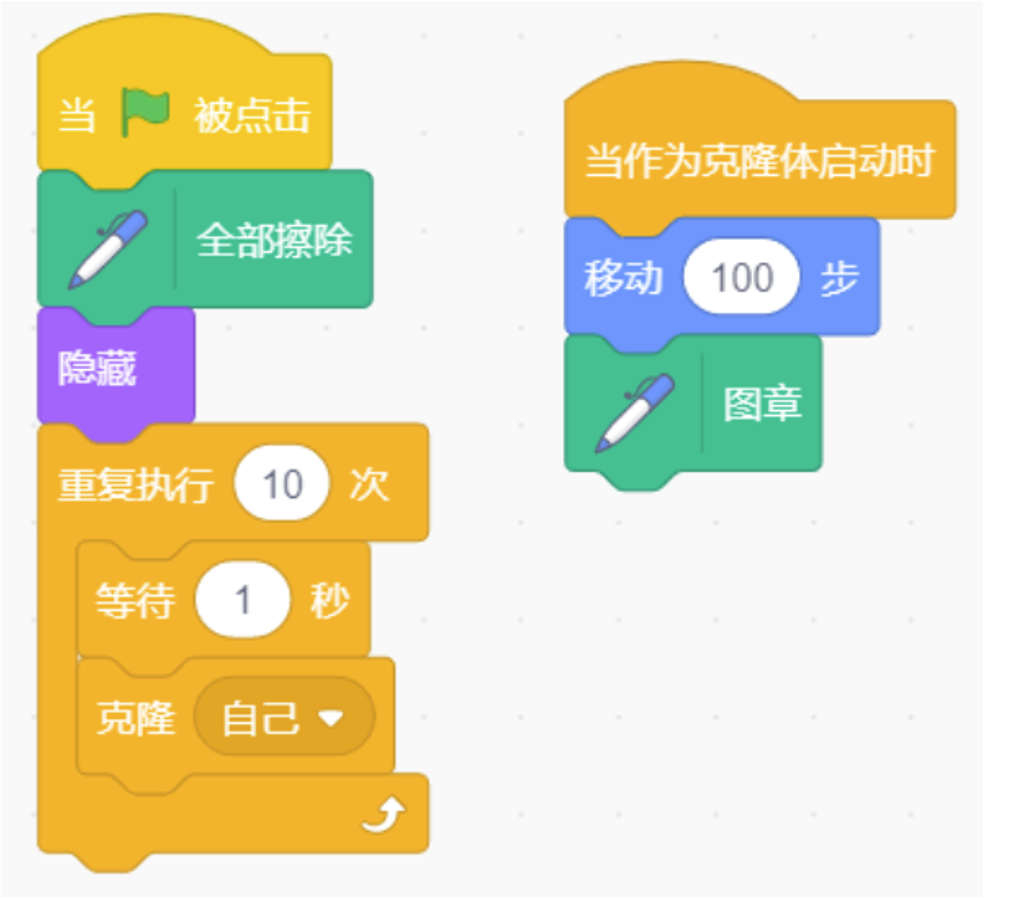 当 被点击
全部擦除
隐藏
重复执行 10 次
等待 1 秒
克隆 自己
当作为克隆体启动时
移动 100 步
图章